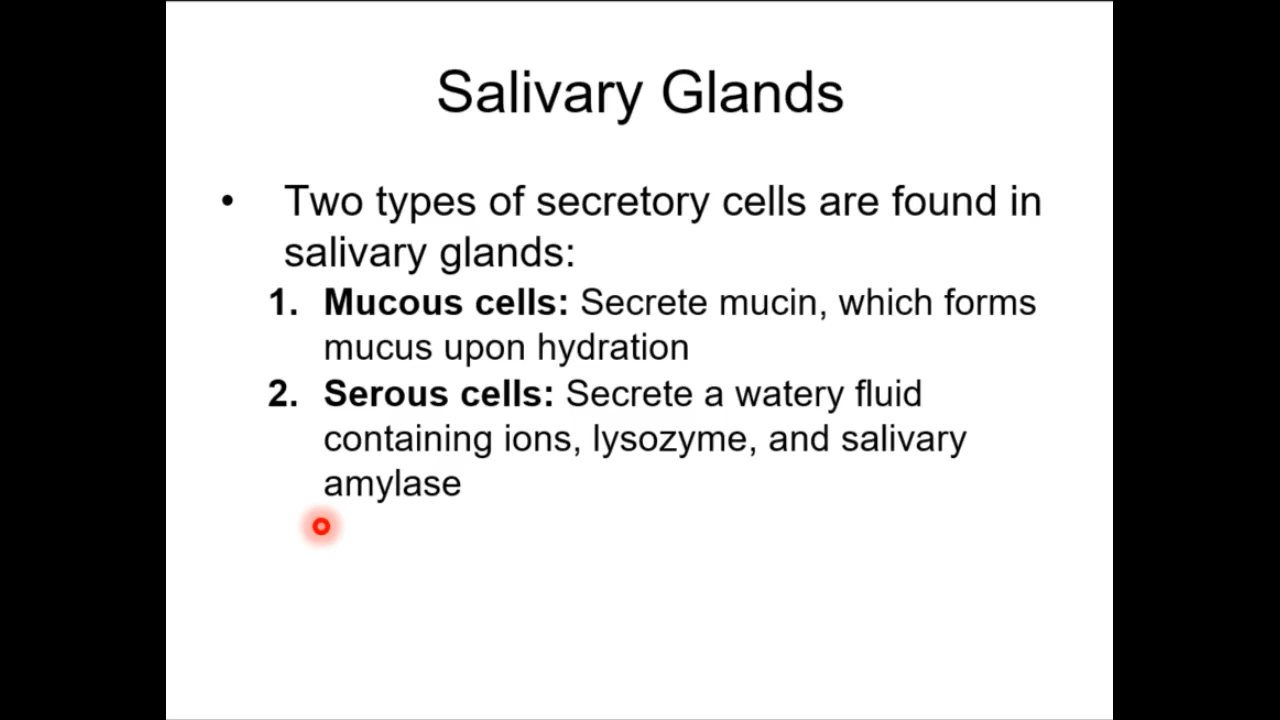 Salivary Glands
• Two types of secretory cells are found in
salivary glands:
1. Mucous cells: Secrete mucin, which forms
mucus upon hydration
2. Serous cells: Secrete a watery fluid
containing ions, lysozyme, and salivary
amylase